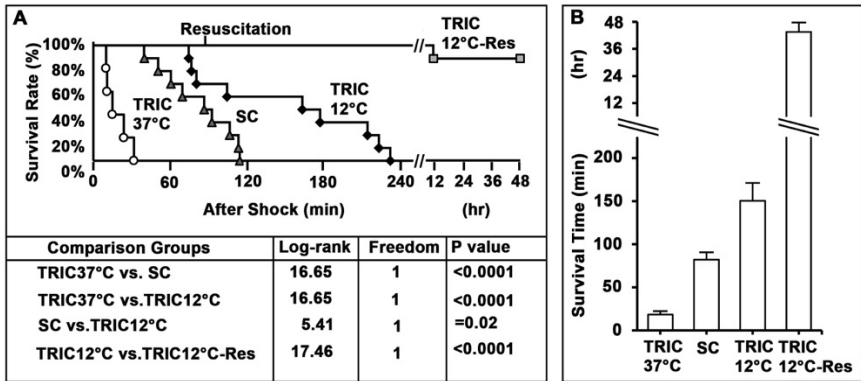 A
Resuscitation
TRIC
12°C-Res
100%
80%
60%
40%
20%
0%
Survival Rate (%)
TRIC
37°C
SC
TRIC
12°C
0 60 120 180 240 12 24 36 48
After Shock (min) (hr)
Comparison Groups Log-rank Freedom P value
TRIC37°C vs. SC 16.65 1 <0.0001
TRIC37°C vs.TRIC12°C 16.65 1 <0.0001
SC vs.TRIC12°C 5.41 1 =0.02
TRIC12°C vs.TRIC12°C-Res 17.46 1 <0.0001
B
48
36
24
12
(hr)
200
150
100
50
0
Survival Time (min)
TRIC SC TRIC TRIC
37°C 12°C 12°C-Res